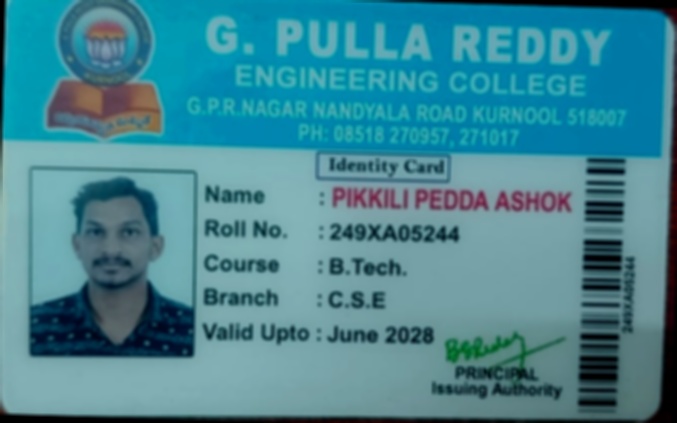 G. PULLA REDDY
ENGINEERING COLLEGE
G.P.R.NAGAR NANDYALA ROAD KURNOOL 518007
PH: 08518 270957, 271017
KURNOOL
Identity Card
Name : PIKKILI PEDDA ASHOK
Roll No. : 249XA05244
Course : B.Tech.
Branch : C.S.E
Valid Upto : June 2028
249XA05244
PRINCIPAL
Issuing Authority